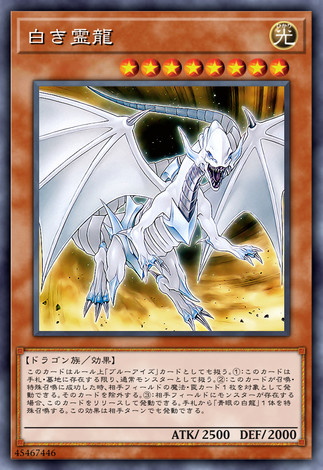 白き霊龍
光
【ドラゴン族／効果】
このカードはルール上「ブルーアイズ」カードとしても扱う。①:このカードは
手札・墓地に存在する限り、通常モンスターとして扱う。②:このカードが召喚・
特殊召喚に成功した時、相手フィールドの魔法・罠カード１枚を対象として発動
できる。そのカードを除外する。③:相手フィールドにモンスターが存在する
場合、このカードをリリースして発動できる。手札から「青眼の白龍」１体を特
殊召喚する。この効果は相手ターンでも発動できる。
ATK/ 2500 DEF/2000
45467446